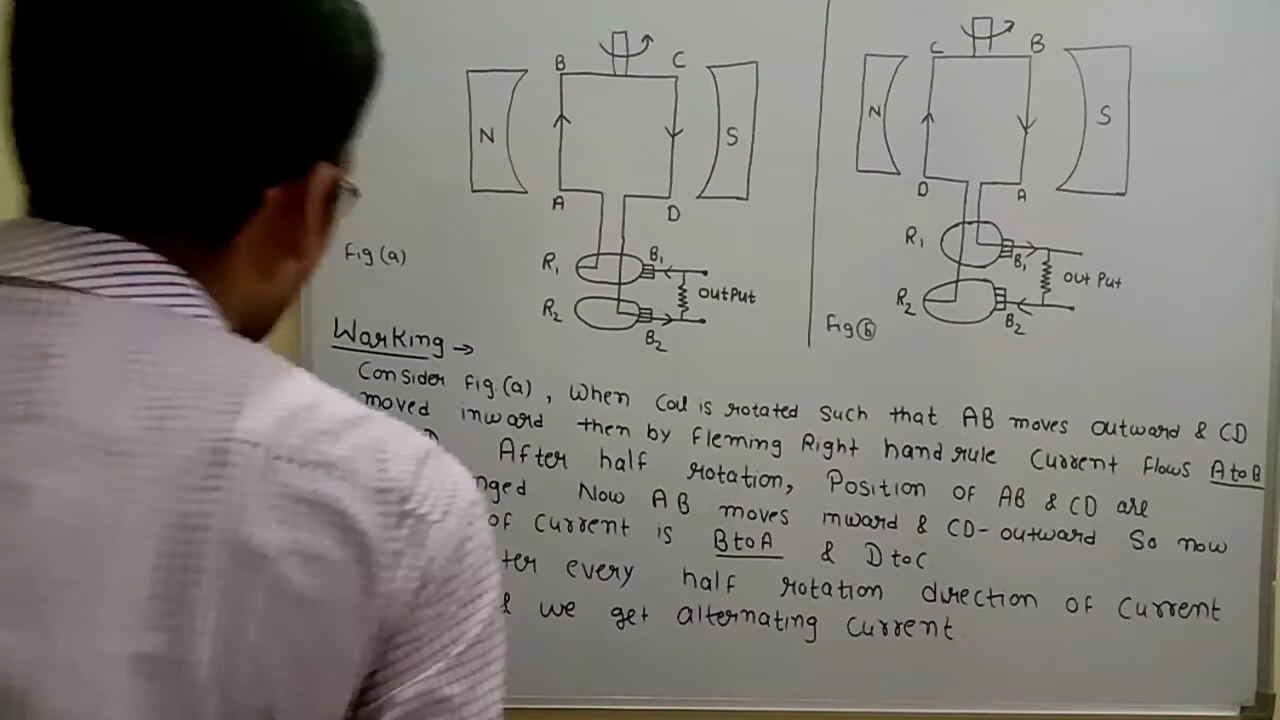 B C
N S
A D
Fig (a)
R1 B1
output
R2 B2
C B
N S
D A
R1 B1
output
R2 B2
Fig (b)
Warking →
Consider Fig.(a), when Coil is rotated such that AB moves outward & CD
moved inward then by Fleming Right hand rule Current flows A to B
D After half rotation, Position of AB & CD are
nged Now AB moves inward & CD-outward So now
of current is B to A & D to C
ter every half rotation direction of Current
& we get alternating current